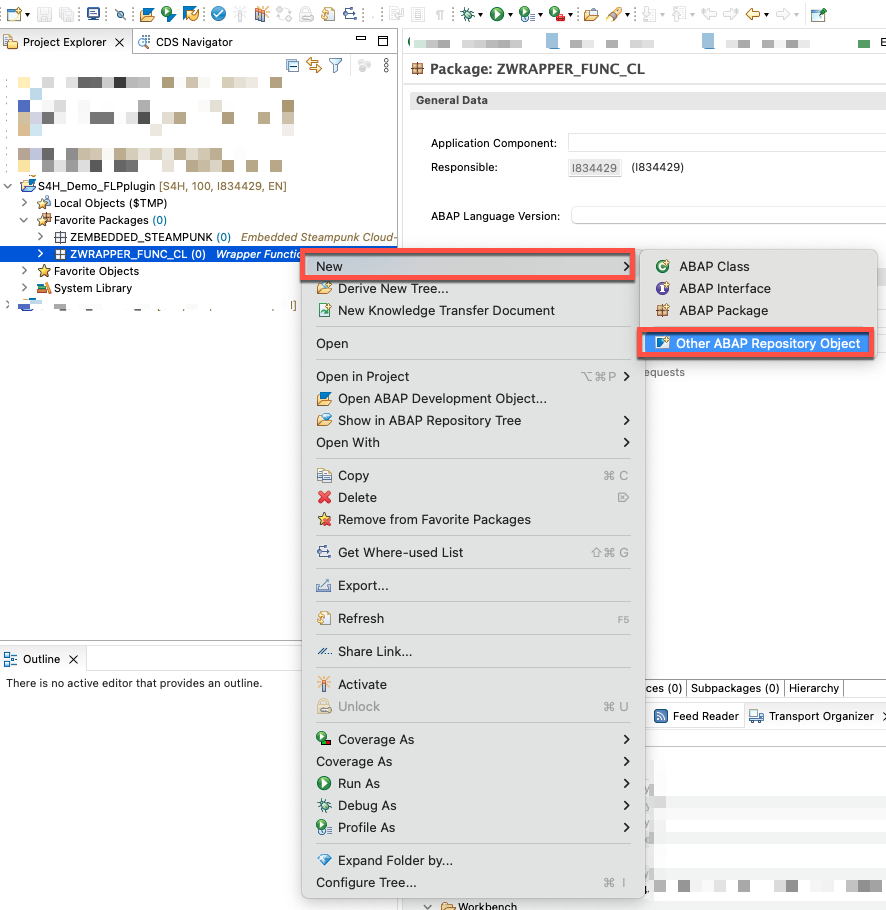 Project Explorer
CDS Navigator
Package: ZWRAPPER_FUNC_CL
General Data
Application Component:
Responsible:
I834429
(I834429)
ABAP Language Version:
S4H_Demo_FLPplugin [S4H, 100, I834429, EN]
Local Objects ($TMP)
Favorite Packages (0)
ZEMBEDDED_STEAMPUNK (0) Embedded Steampunk Cloud-
ZWRAPPER_FUNC_CL (0) Wrapper Functio
Favorite Objects
System Library
New
Derive New Tree...
New Knowledge Transfer Document
Open
Open in Project ⌥⌘P
Open ABAP Development Object...
Show in ABAP Repository Tree
Open With
Copy ⌘ C
Delete ⌦
Remove from Favorite Packages
Get Where-used List ⇧⌘ G
Export...
Refresh F5
Share Link...
Activate
Unlock ⌘ U
Coverage As
Coverage As
Run As
Debug As
Profile As
Expand Folder by...
Configure Tree... ⌘ I
ABAP Class
ABAP Interface
ABAP Package
Other ABAP Repository Object
equests
Outline
There is no active editor that provides an outline.
ces (0)
Subpackages (0)
Hierarchy
Feed Reader
Transport Organizer
Workbench